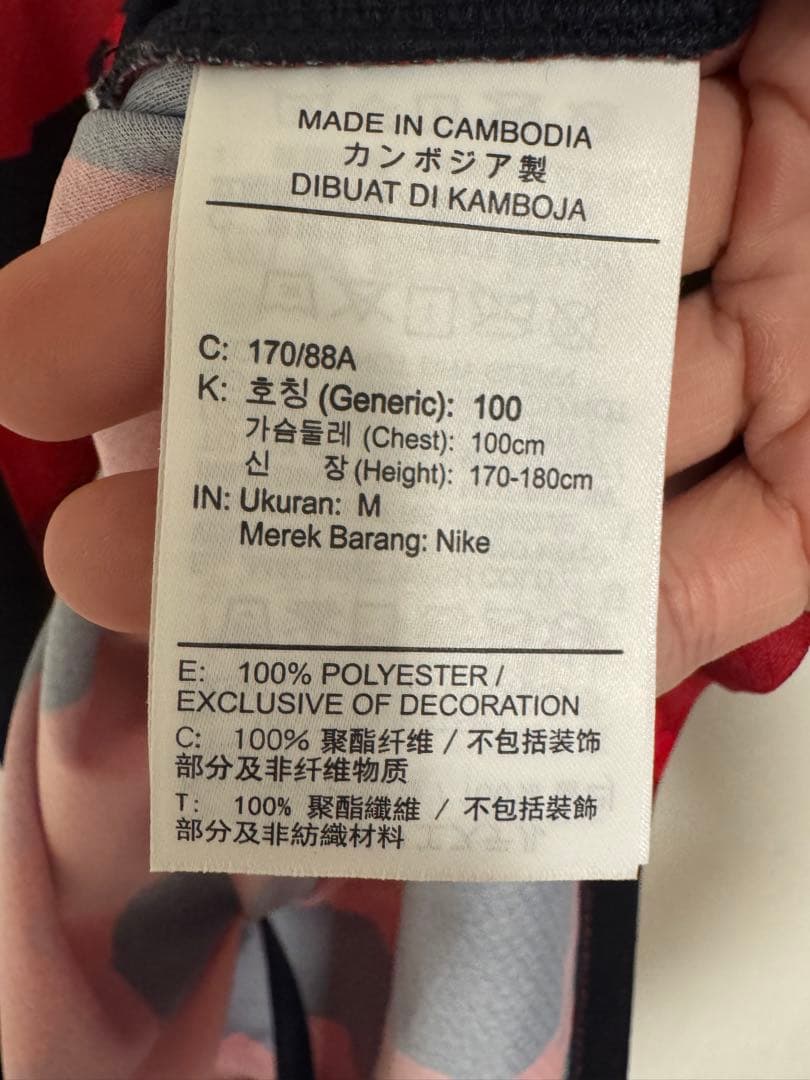 MADE IN CAMBODIA
カンボジア製
DIBUAT DI KAMBOJA
C: 170/88A
K: 호칭 (Generic): 100
가슴둘레 (Chest): 100cm
신 장 (Height): 170-180cm
IN: Ukuran: M
Merek Barang: Nike
E: 100% POLYESTER /
EXCLUSIVE OF DECORATION
C: 100% 聚酯纤维 / 不包括装饰
部分及非纤维物质
T: 100% 聚酯纖維 / 不包括裝飾
部分及非紡織材料